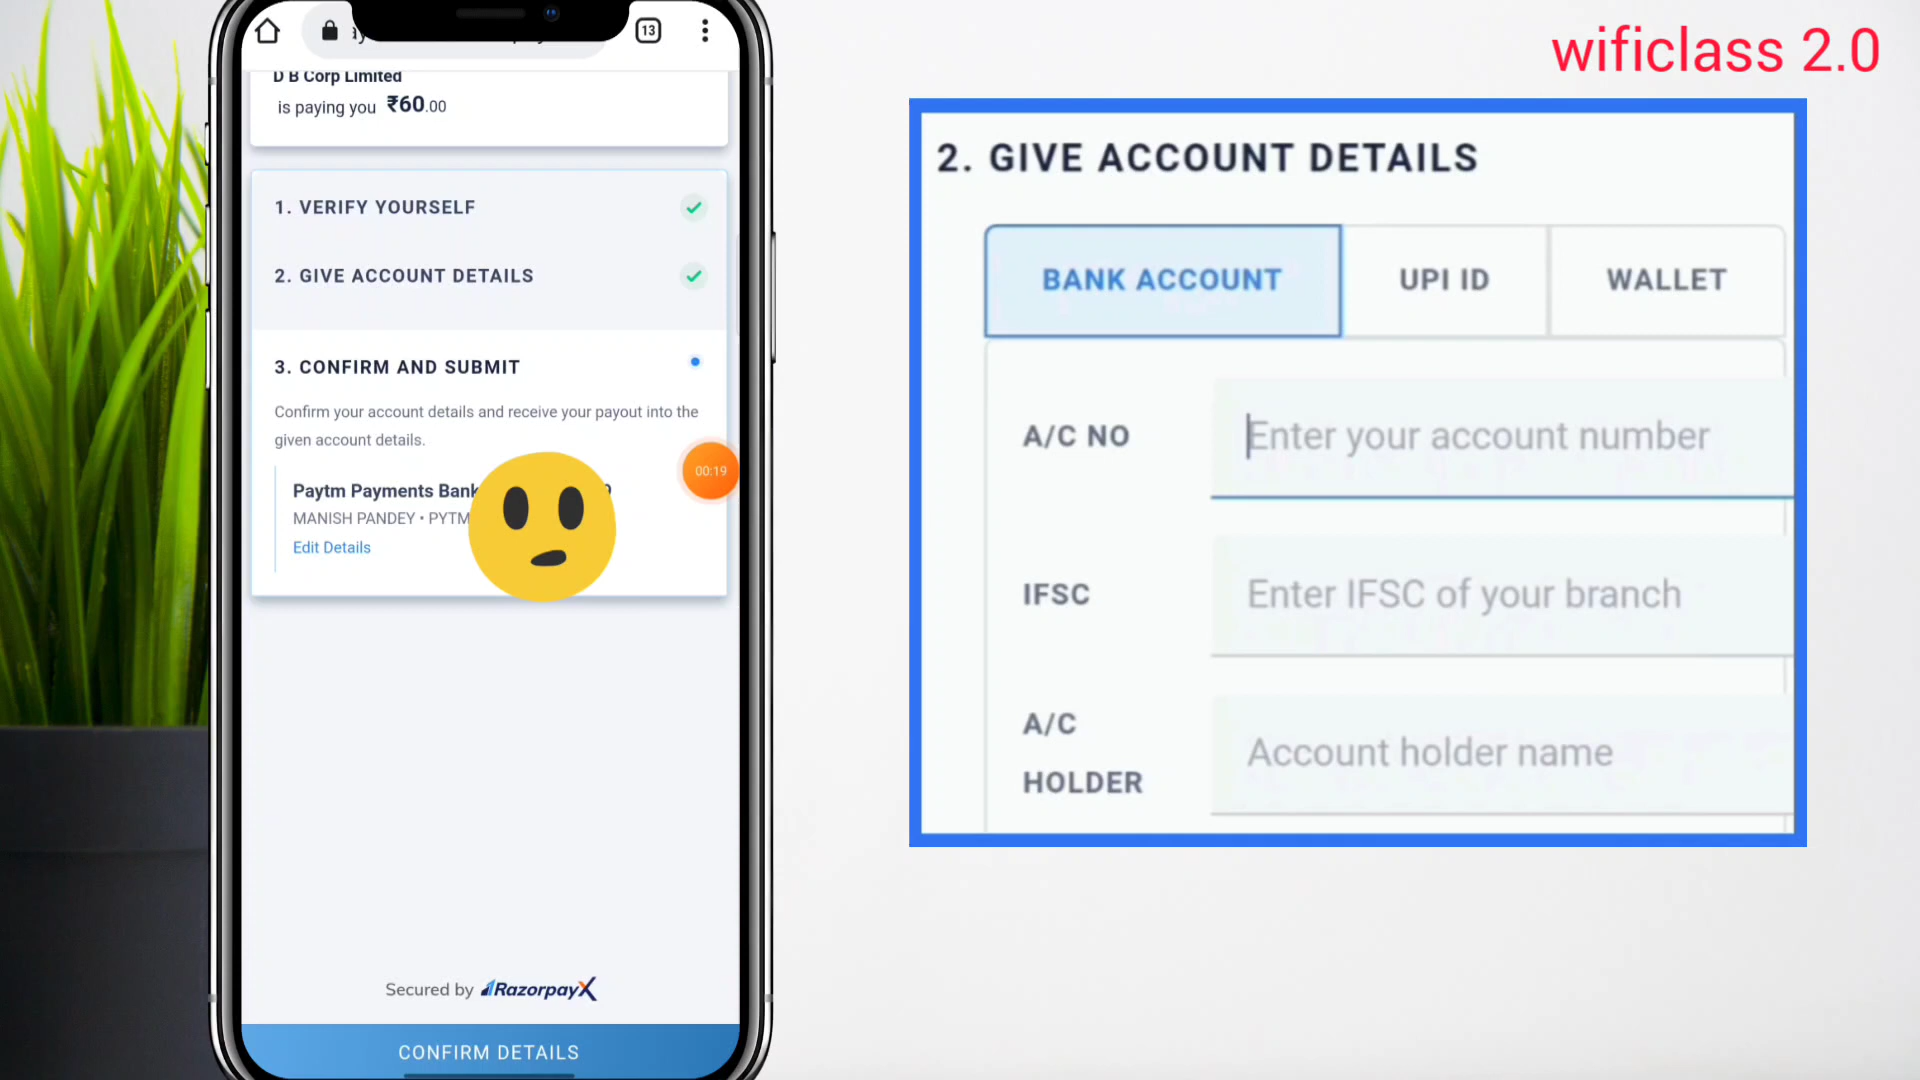 wificlass 2.0
13
D B Corp Limited
is paying you ₹60.00
1. VERIFY YOURSELF
2. GIVE ACCOUNT DETAILS
3. CONFIRM AND SUBMIT
Confirm your account details and receive your payout into the
given account details.
00:19
Paytm Payments Bank
MANISH PANDEY • PYTM
Edit Details
Secured by RazorpayX
CONFIRM DETAILS
2. GIVE ACCOUNT DETAILS
BANK ACCOUNT UPI ID WALLET
A/C NO Enter your account number
IFSC Enter IFSC of your branch
A/C
HOLDER Account holder name